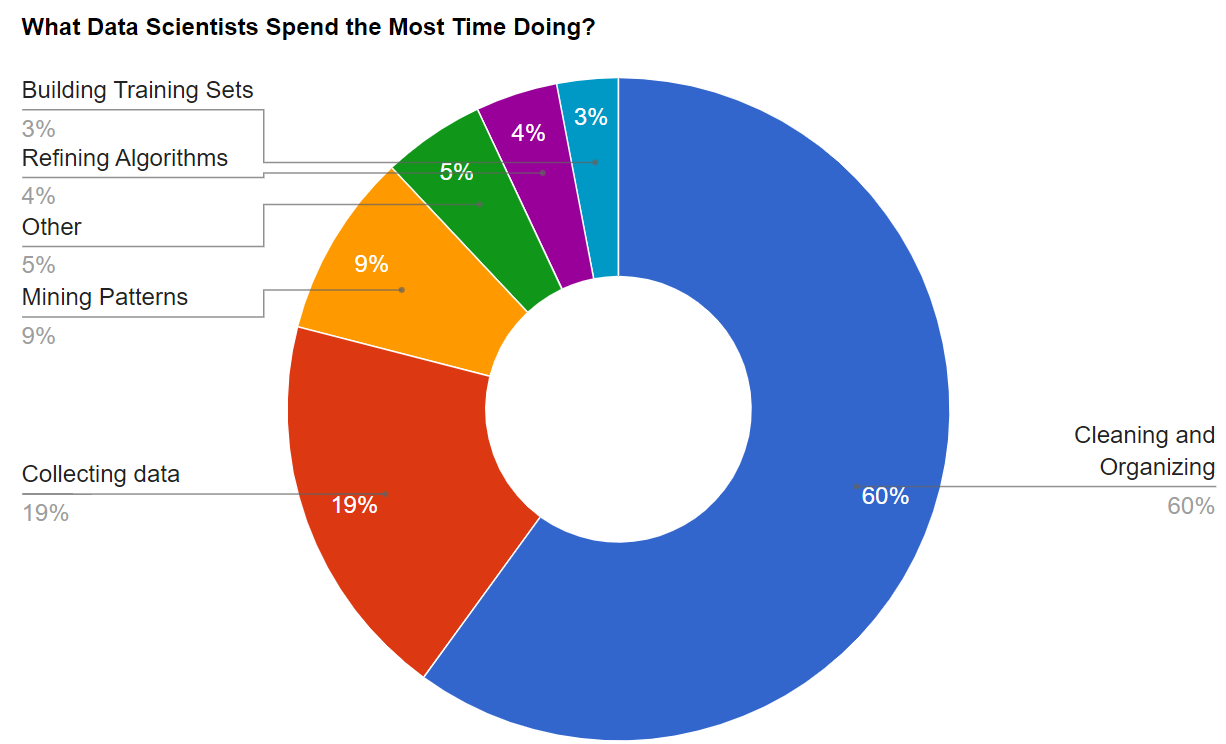 What Data Scientists Spend the Most Time Doing?
Building Training Sets
3%
Refining Algorithms
4%
Other
5%
Mining Patterns
9%
Collecting data
19%
3%
4%
5%
9%
19%
60%
Cleaning and
Organizing
60%